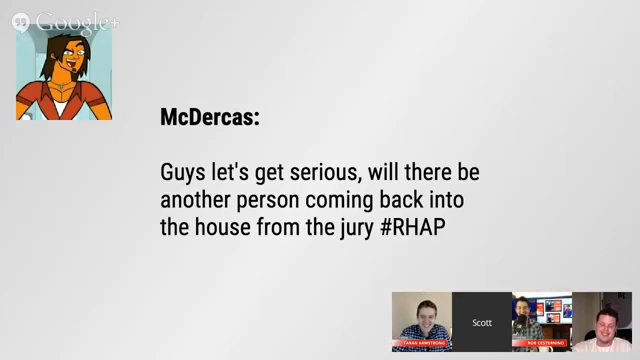 Google+
McDercas:
Guys let's get serious, will there be
another person coming back into
the house from the jury #RHAP
Scott
TARAN ARMSTRONG
ROB CESTERNINO